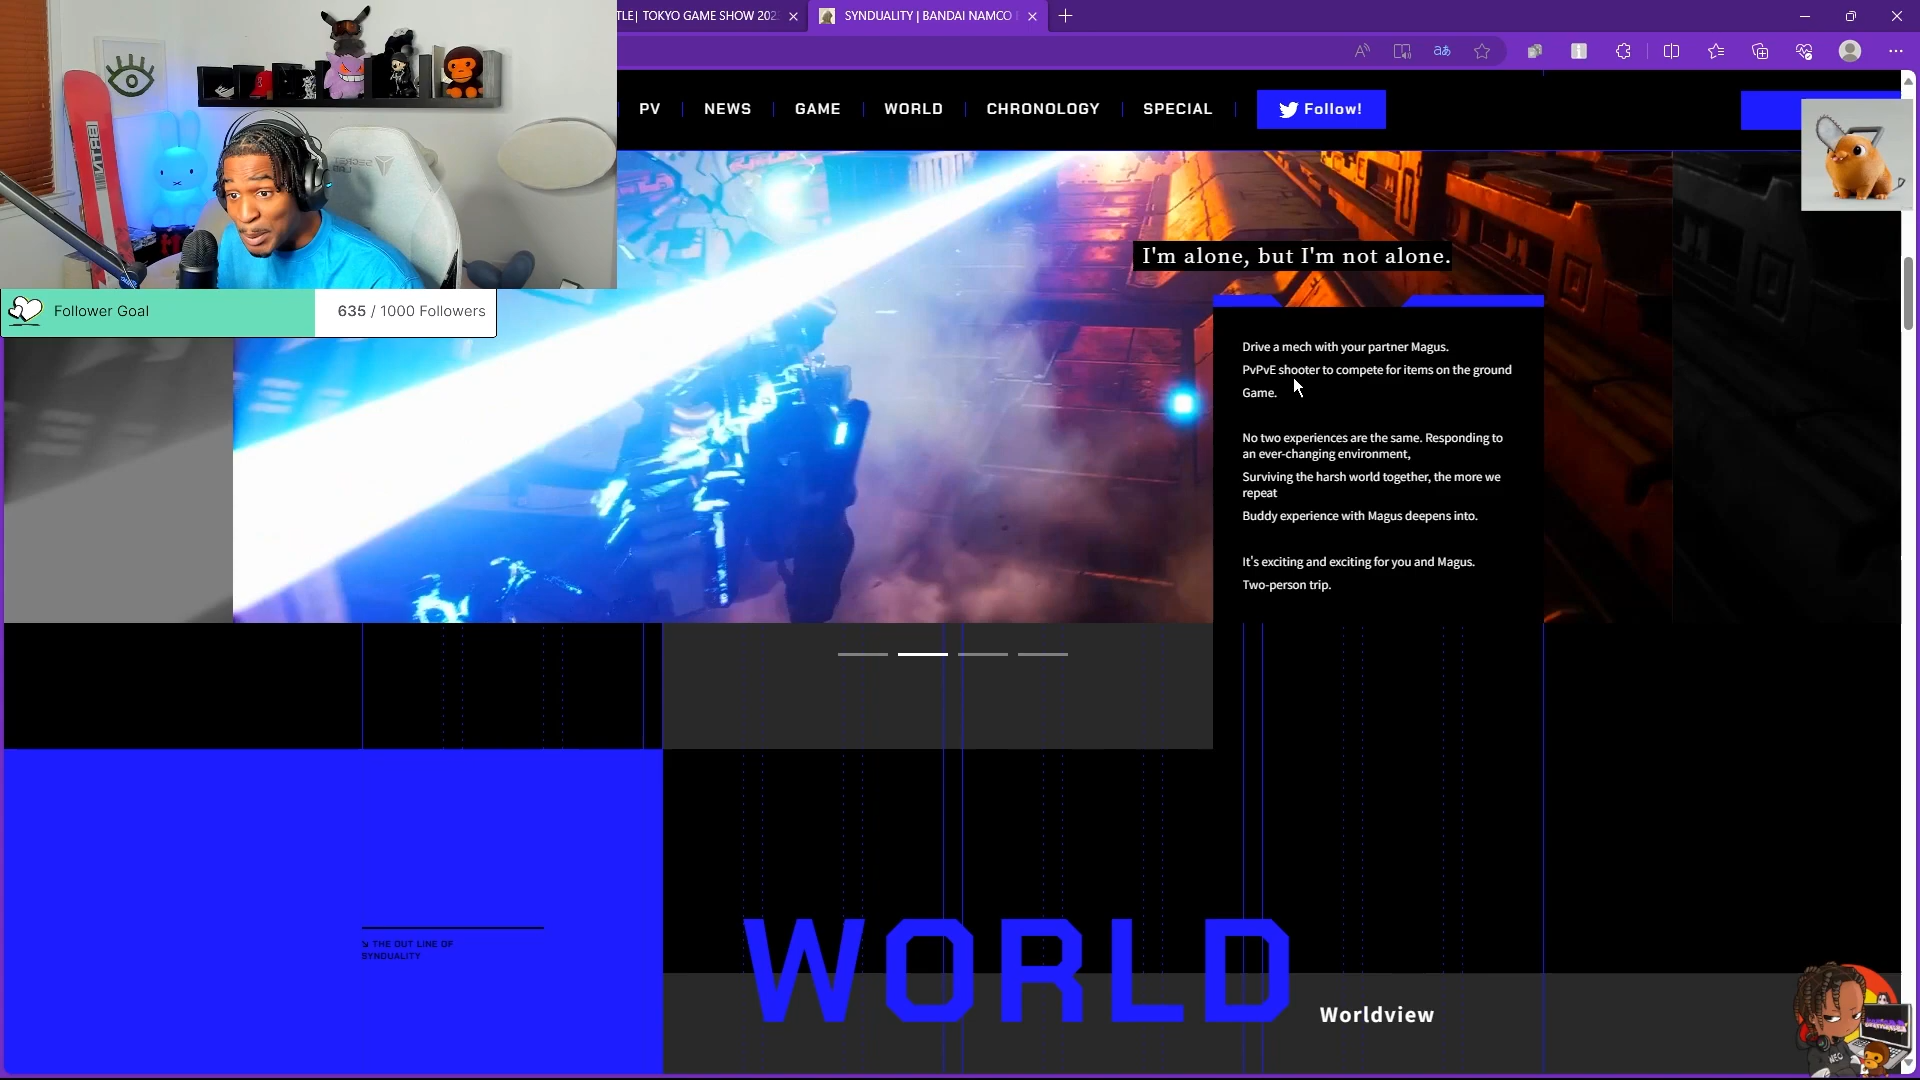 TLE| TOKYO GAME SHOW 202
SYNDUALITY | BANDAI NAMCO
PV
NEWS
GAME
WORLD
CHRONOLOGY
SPECIAL
Follow!
Follower Goal
635 / 1000 Followers
I'm alone, but I'm not alone.
Drive a mech with your partner Magus.
PvPvE shooter to compete for items on the ground
Game.
No two experiences are the same. Responding to
an ever-changing environment,
Surviving the harsh world together, the more we
repeat
Buddy experience with Magus deepens into.
It's exciting and exciting for you and Magus.
Two-person trip.
↘ THE OUT LINE OF
SYNDUALITY
WORLD
Worldview